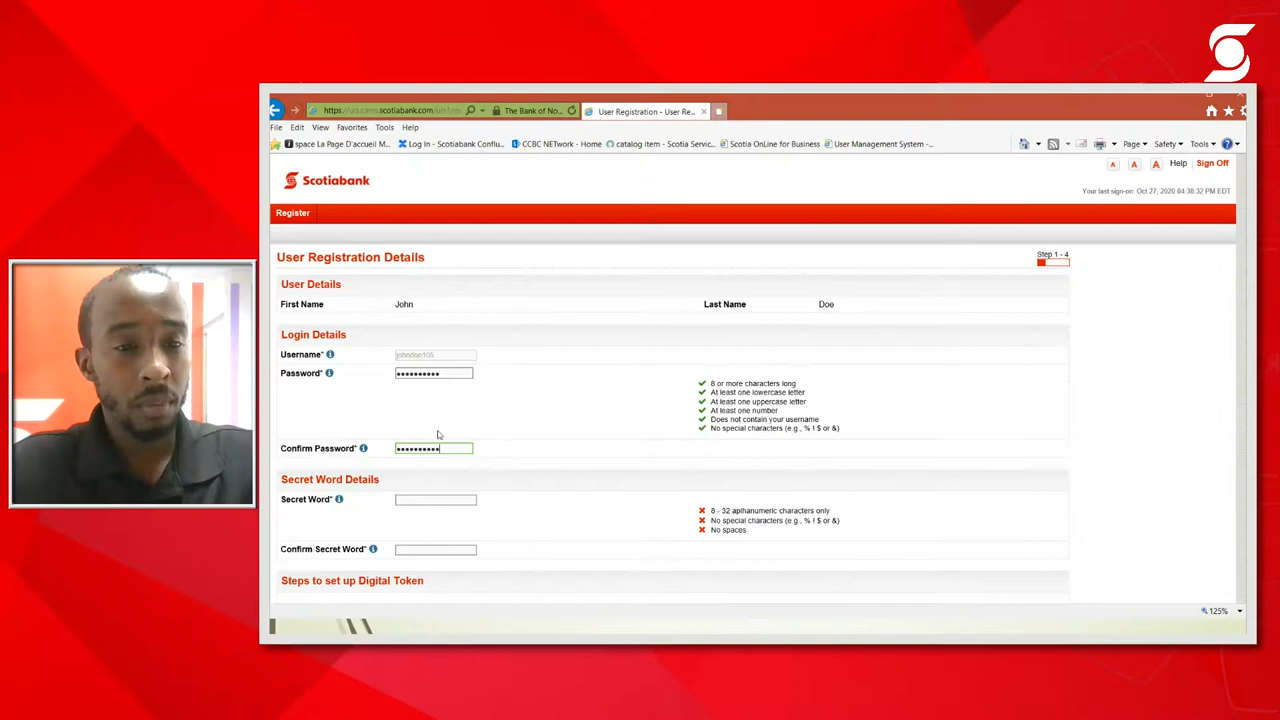 The Bank of No...
User Registration - User Re...
File Edit View Favorites Tools Help
space La Page D'accueil M...
Log In - Scotiabank Conflu...
CCBC NETwork - Home
catalog item - Scotia Servic...
Scotia OnLine for Business
User Management System -...
Page
Safety
Tools
A A A Help Sign Off
Scotiabank
Your last sign-on: Oct 27, 2020 04:38:32 PM EDT
Register
User Registration Details
Step 1 - 4
User Details
First Name John Last Name Doe
Login Details
Username* johndoe105
Password*
8 or more characters long
At least one lowercase letter
At least one uppercase letter
At least one number
Does not contain your username
No special characters (e.g., % ! $ or &)
Confirm Password*
Secret Word Details
Secret Word*
8 - 32 aplhanumeric characters only
No special characters (e.g., % ! $ or &)
No spaces
Confirm Secret Word*
Steps to set up Digital Token
125%